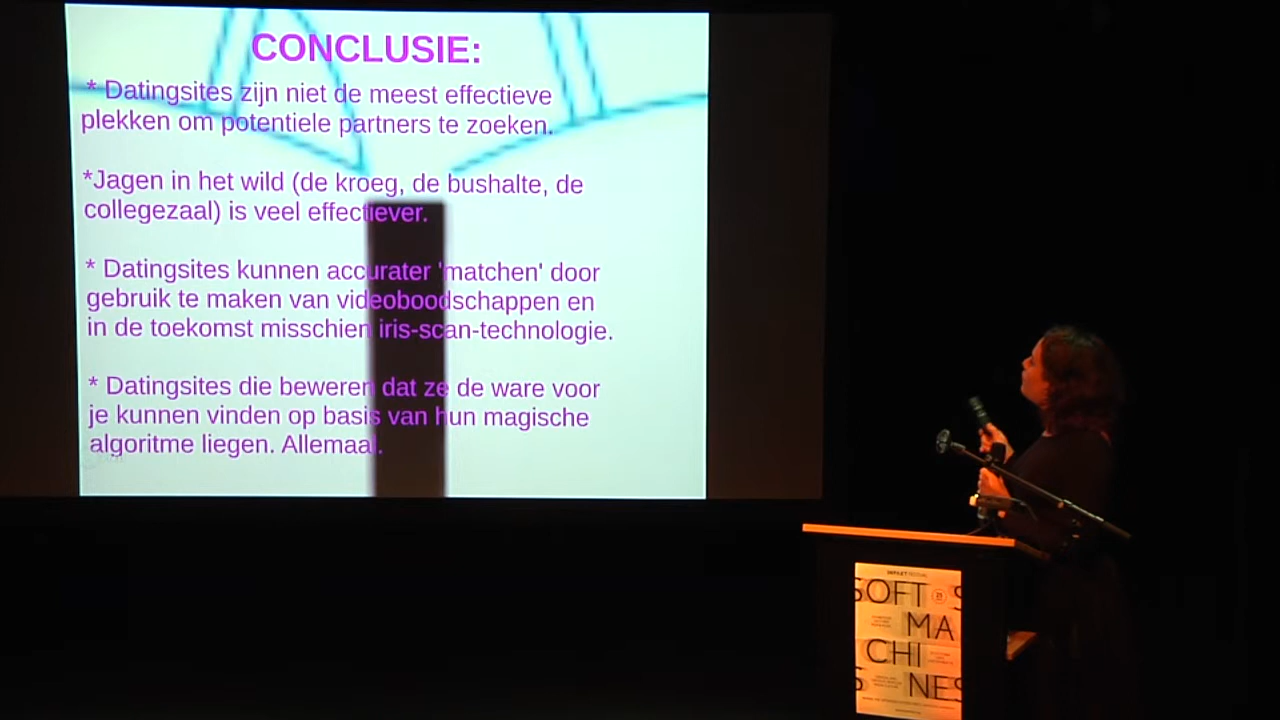 CONCLUSIE:
* Datingsites zijn niet de meest effectieve
plekken om potentiele partners te zoeken.
*Jagen in het wild (de kroeg, de bushalte, de
collegezaal) is veel effectiever.
* Datingsites kunnen accurater 'matchen' door
gebruik te maken van videoboodschappen en
in de toekomst misschien iris-scan-technologie.
* Datingsites die beweren dat ze de ware voor
je kunnen vinden op basis van hun magische
algoritme liegen. Allemaal.
IMPAKT FESTIVAL
SOFT S
MA
CHI
S NES